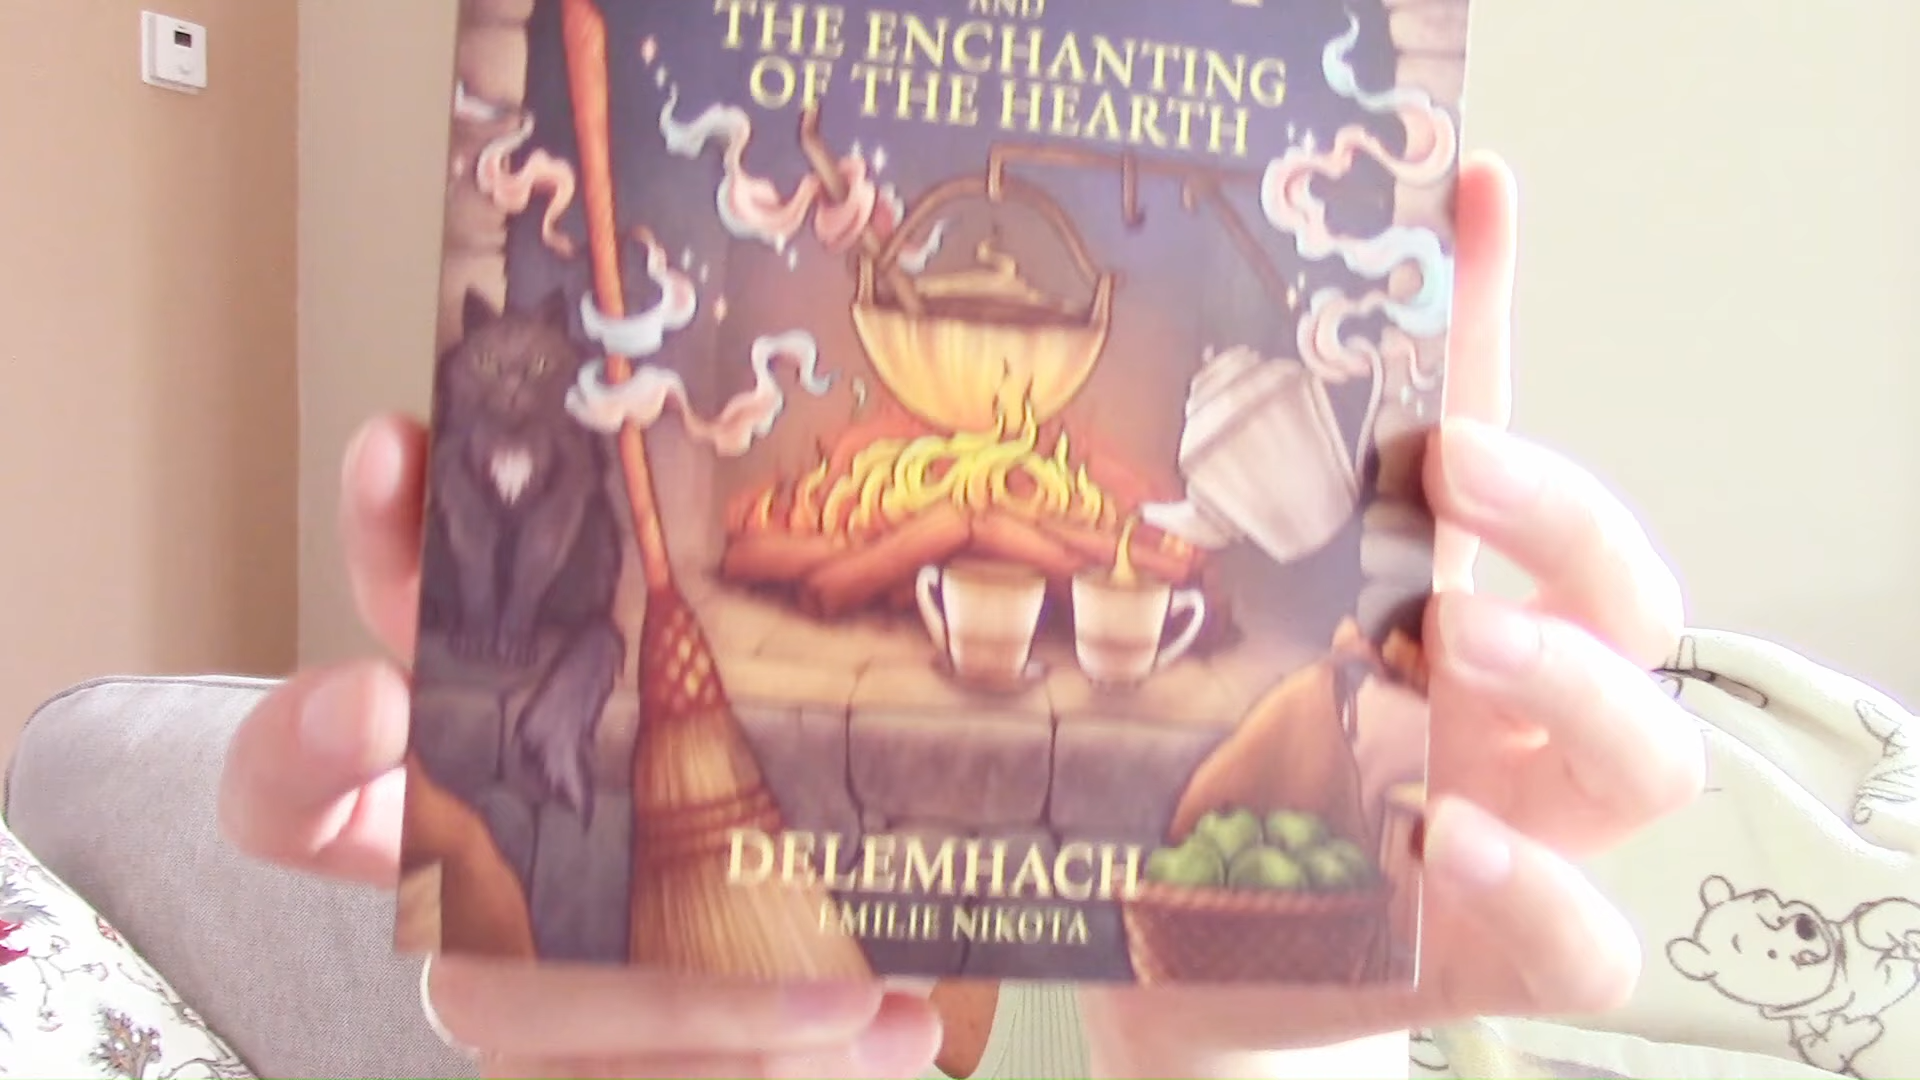 AND
THE ENCHANTING
OF THE HEARTH
DELEMHACH
EMILIE NIKOTA